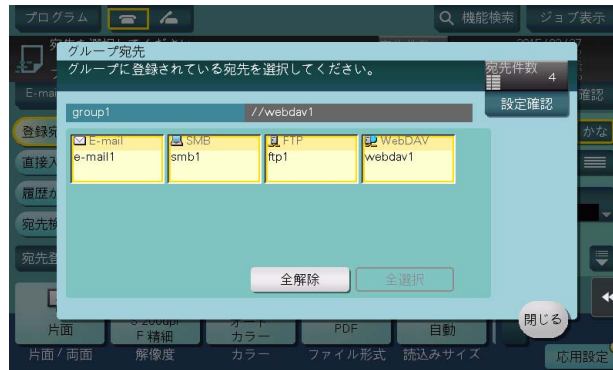 プログラム
機能検索
ジョブ表示
グループ宛先
グループに登録されている宛先を選択してください。
宛先件数
4
E-mai
確認
設定確認
group1
//webdav1
登録宛
かな
E-mail
SMB
FTP
WebDAV
e-mail1
smb1
ftp1
webdav1
直接入
履歴か
宛先検
宛先登
全解除
全選択
閉じる
片面
F 精細
カラー
PDF
自動
片面 / 両面
解像度
カラー
ファイル形式
読込みサイズ
応用設定